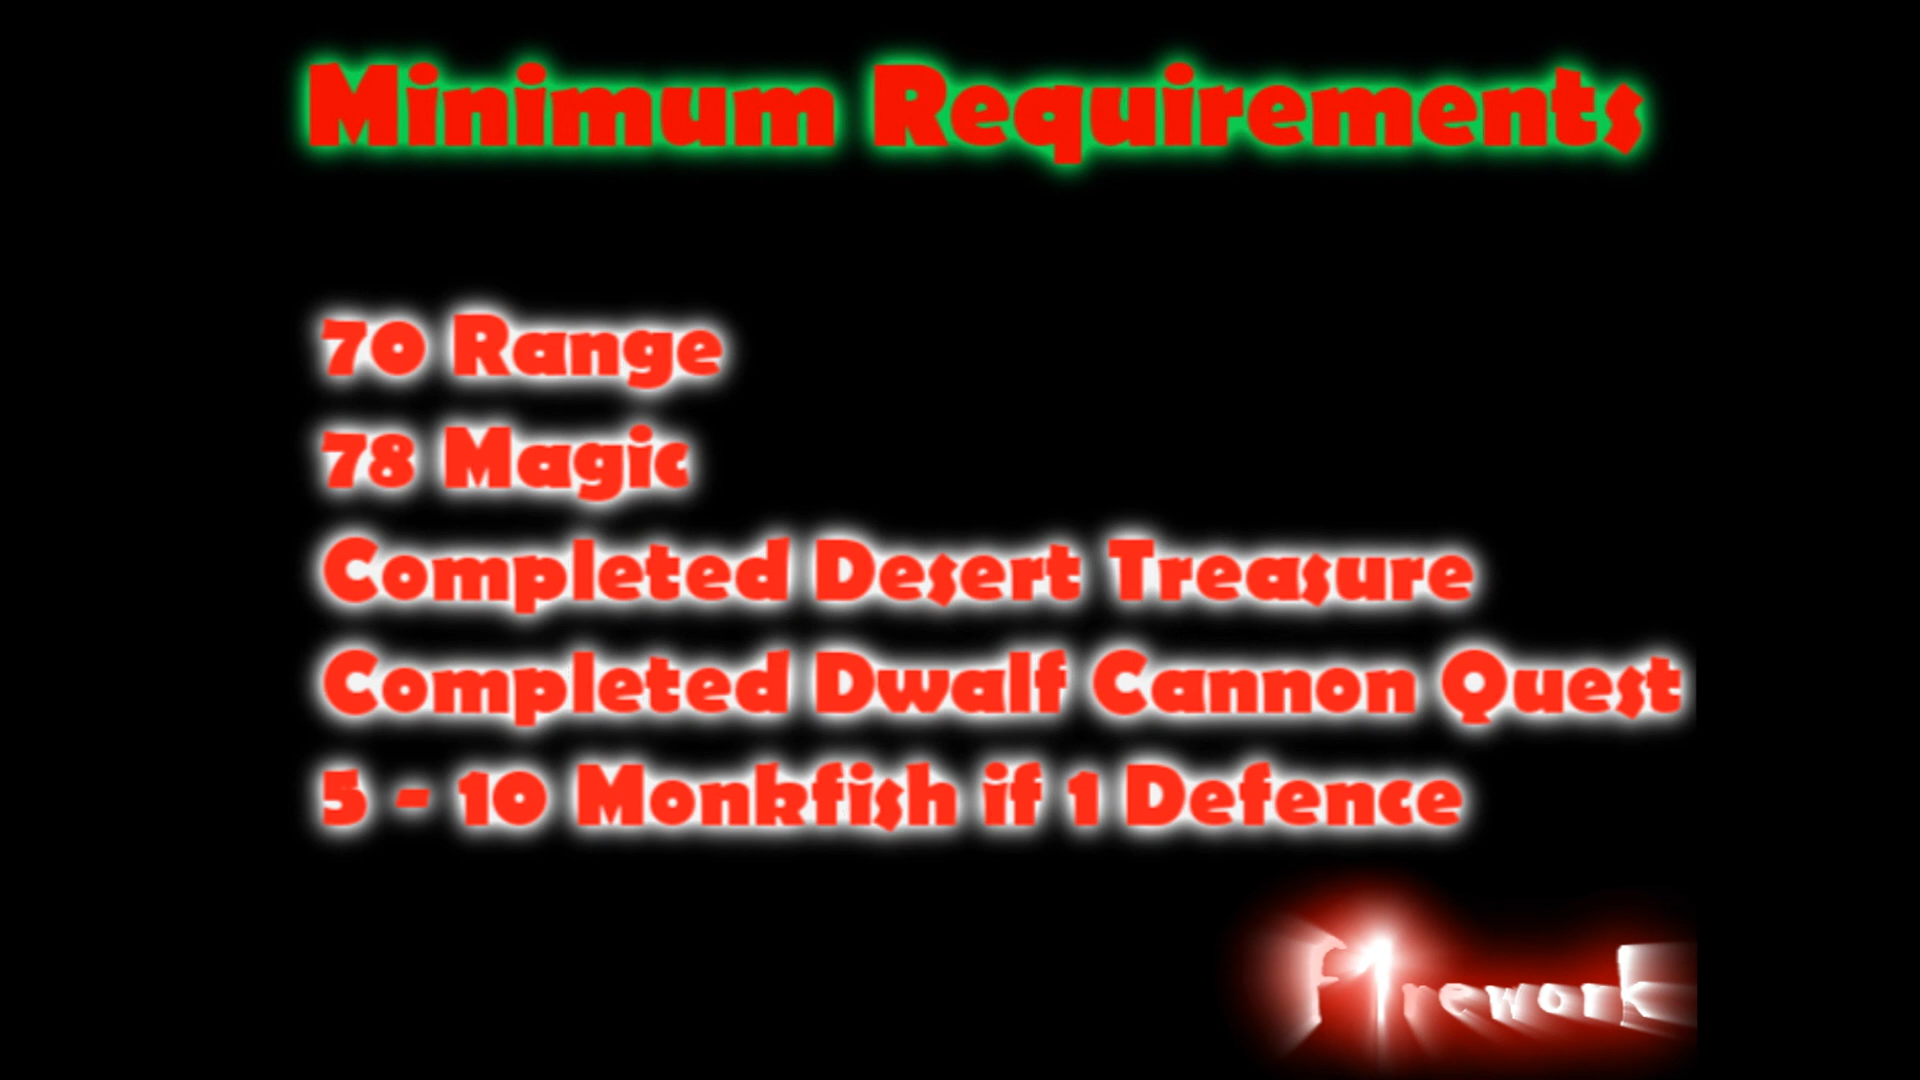 Minimum Requirements
70 Range
78 Magic
Completed Desert Treasure
Completed Dwalf Cannon Quest
5 - 10 Monkfish if 1 Defence
F1rework